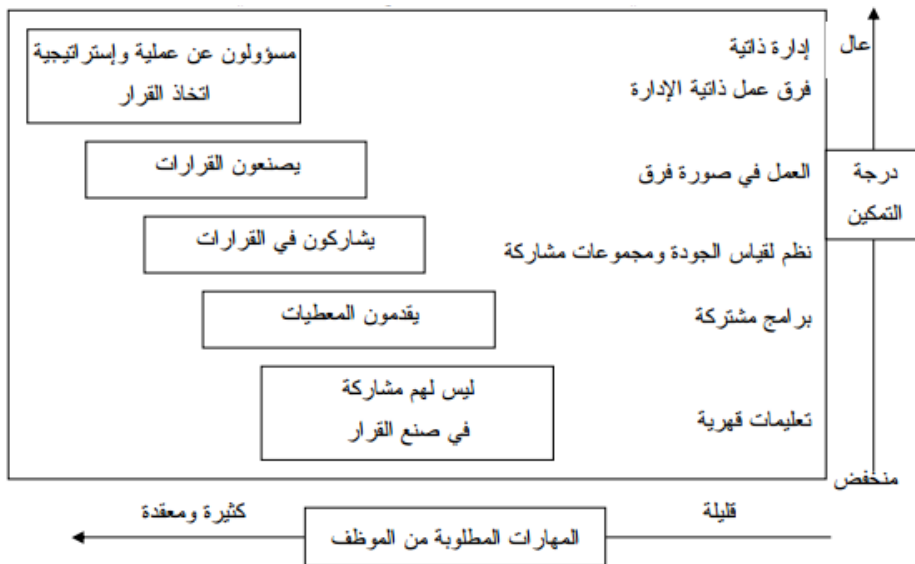 عال
إدارة ذاتية
فرق عمل ذاتية الإدارة
مسؤولون عن عملية وإستراتيجية
اتخاذ القرار
درجة
التمكين
العمل في صورة فرق
يصنعون القرارات
نظم لقياس الجودة ومجموعات مشاركة
يشاركون في القرارات
برامج مشتركة
يقدمون المعطيات
تعليمات قهرية
ليس لهم مشاركة
في صنع القرار
منخفض
قليلة
كثيرة ومعقدة
المهارات المطلوبة من الموظف